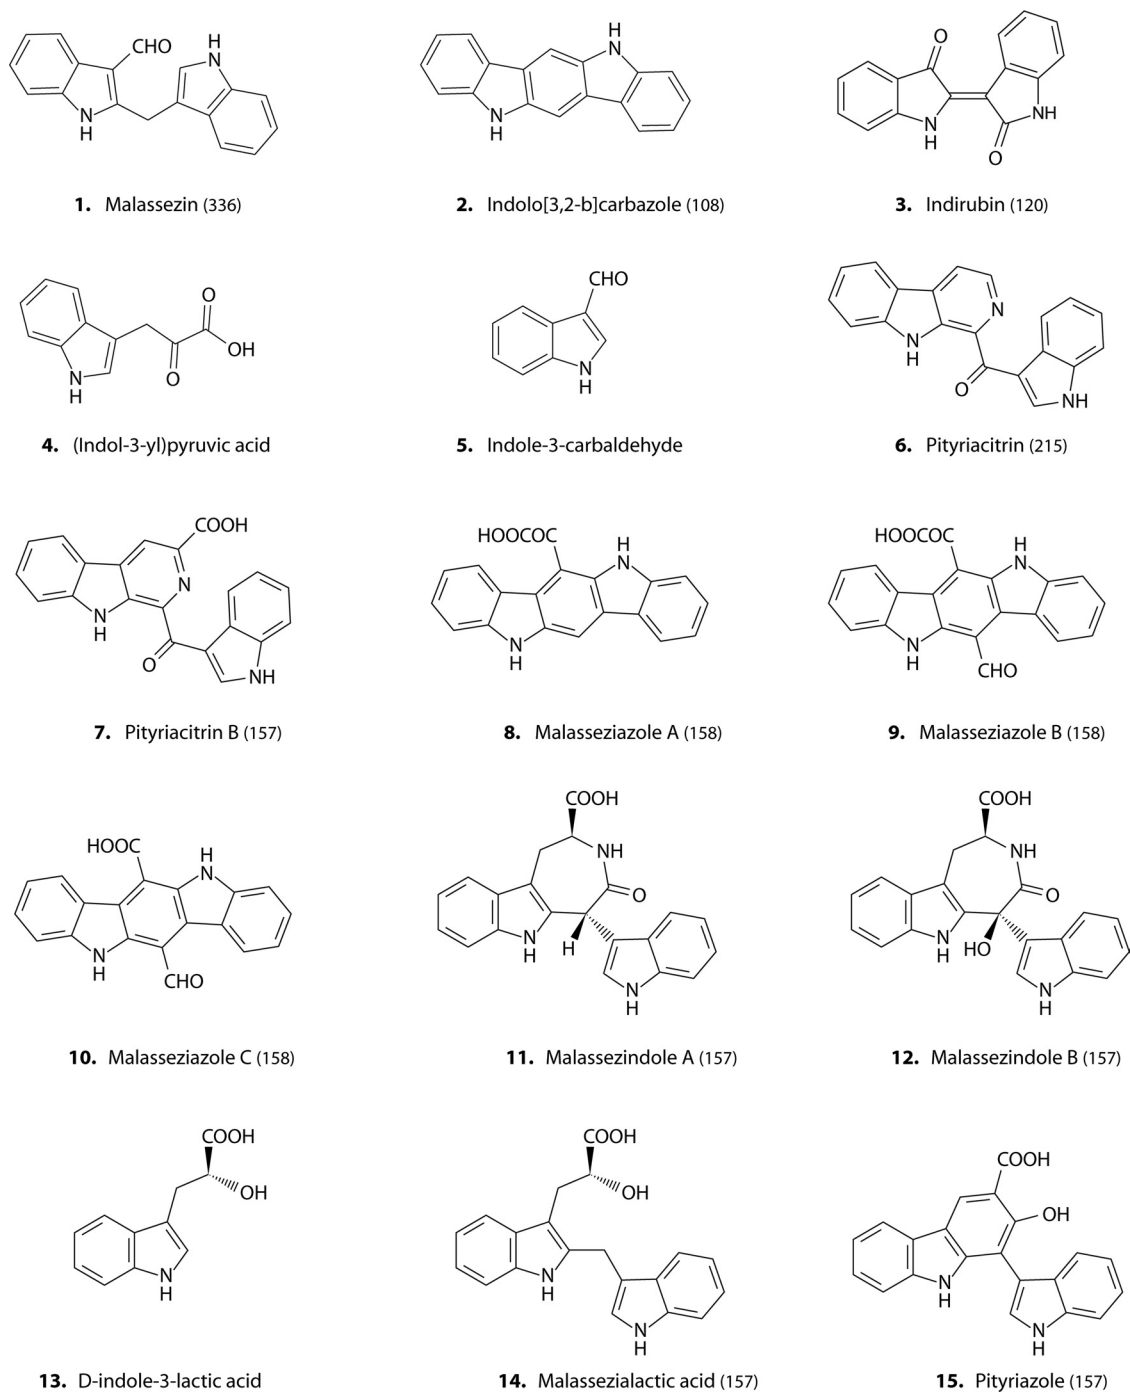 CHO
H
N
N
H
1. Malassezin (336)
H
N
N
H
2. Indolo[3,2-b]carbazole (108)
O
N
H
NH
O
3. Indirubin (120)
O
OH
O
N
H
4. (Indol-3-yl)pyruvic acid
CHO
N
H
5. Indole-3-carbaldehyde
N
N
H
O
NH
6. Pityriacitrin (215)
COOH
N
N
H
O
NH
7. Pityriacitrin B (157)
HOOCOC
H
N
N
H
8. Malasseziazole A (158)
HOOCOC
H
N
N
H
CHO
9. Malasseziazole B (158)
HOOC
H
N
N
H
CHO
10. Malasseziazole C (158)
COOH
NH
O
N
H
H
N
H
11. Malassezindole A (157)
COOH
NH
O
N
H
HO
N
H
12. Malassezindole B (157)
COOH
OH
N
H
13. D-indole-3-lactic acid
COOH
OH
N
H
N
H
14. Malassezialactic acid (157)
COOH
OH
N
H
N
H
15. Pityriazole (157)